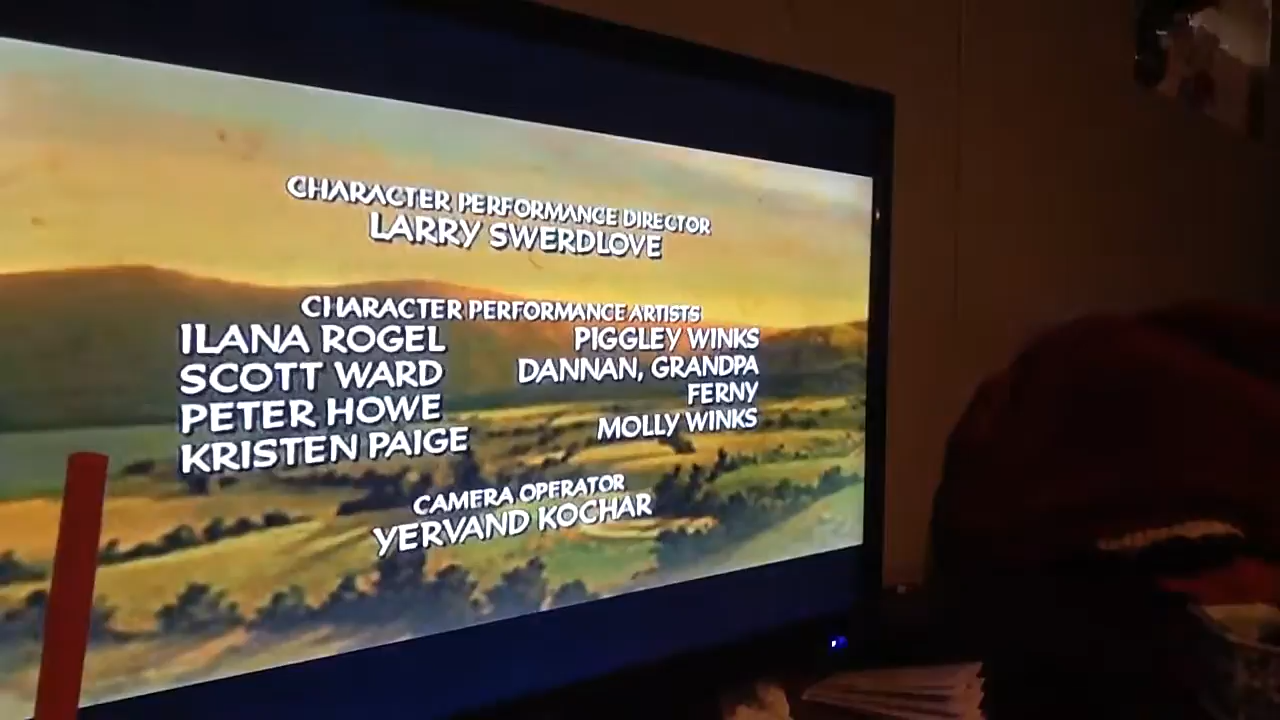 CHARACTER PERFORMANCE DIRECTOR
LARRY SWERDLOVE
CHARACTER PERFORMANCE ARTISTS
ILANA ROGEL PIGGLEY WINKS
SCOTT WARD DANNAN, GRANDPA
PETER HOWE FERNY
KRISTEN PAIGE MOLLY WINKS
CAMERA OPERATOR
YERVAND KOCHAR